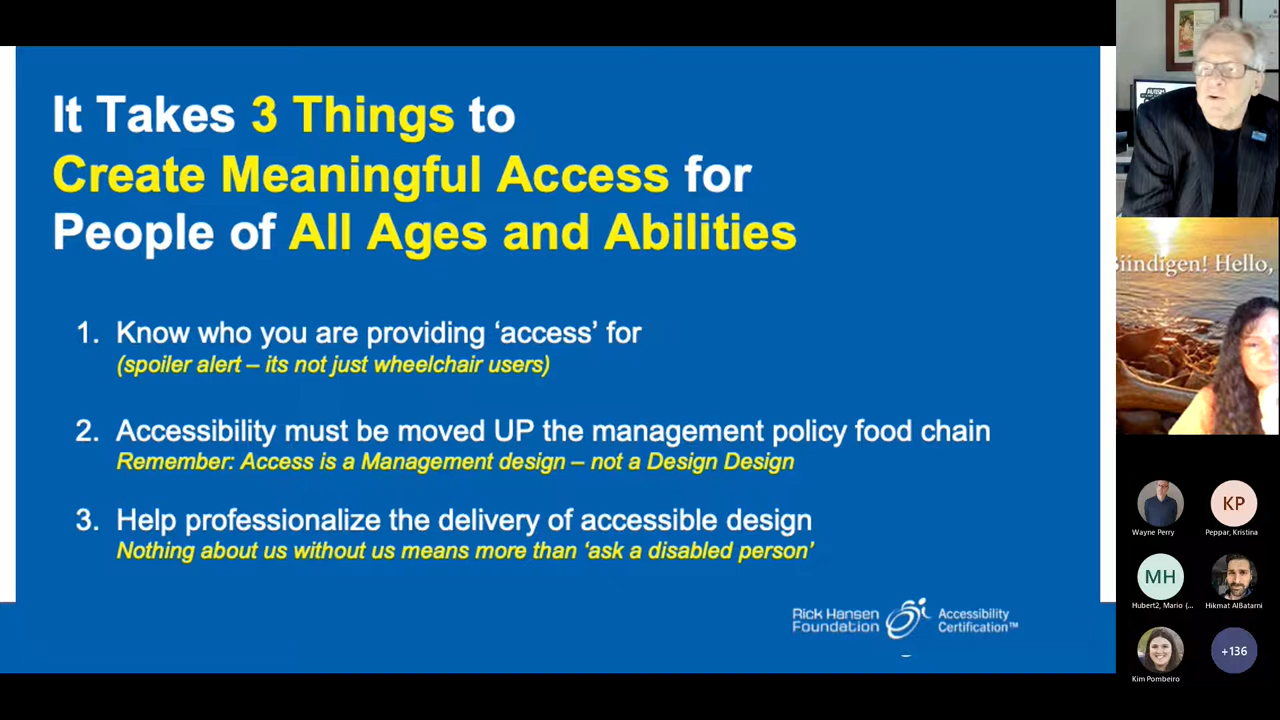 It Takes 3 Things to
Create Meaningful Access for
People of All Ages and Abilities
1. Know who you are providing ‘access’ for
(spoiler alert – its not just wheelchair users)
2. Accessibility must be moved UP the management policy food chain
Remember: Access is a Management design – not a Design Design
3. Help professionalize the delivery of accessible design
Nothing about us without us means more than ‘ask a disabled person’
Rick Hansen
Foundation
Accessibility
Certification™
AUTISM
Hello,
Wayne Perry
KP
Peppar, Kristina
MH
Hubert2, Mario (...
Hikmat AlBatarni
Kim Pombeiro
+136